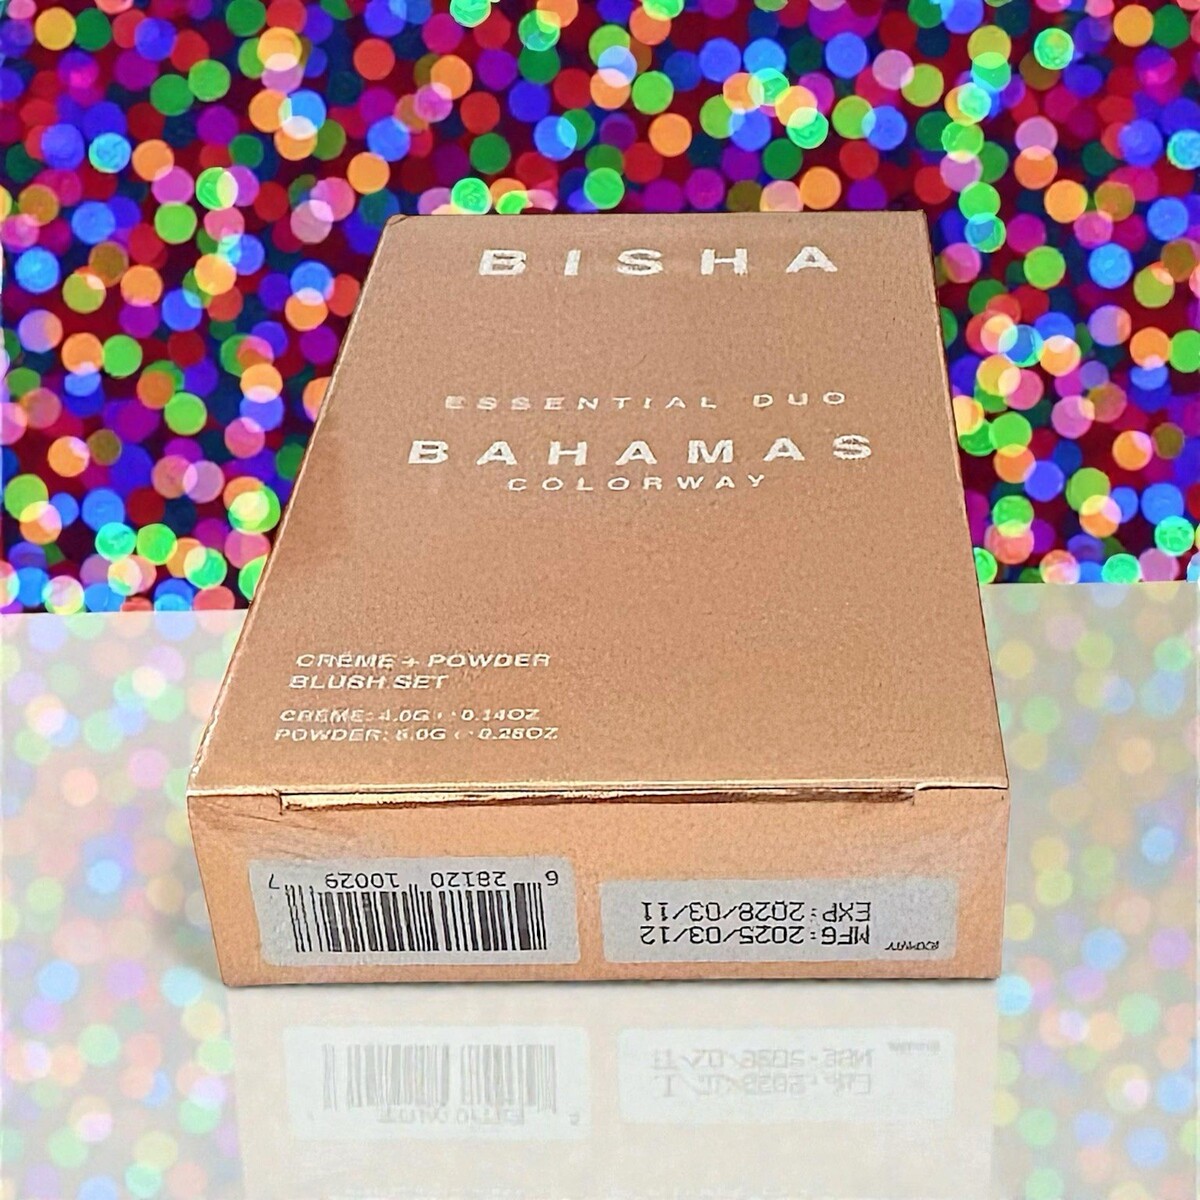 BISHA
ESSENTIAL DUO
BAHAMAS
COLORWAY
CRÈME + POWDER
BLUSH SET
CRÈME: 4.0G 0.14OZ
POWDER: 8.0G 0.28OZ
6 28120 10029 7
MFG:2025/03/12
EXP:2028/03/11